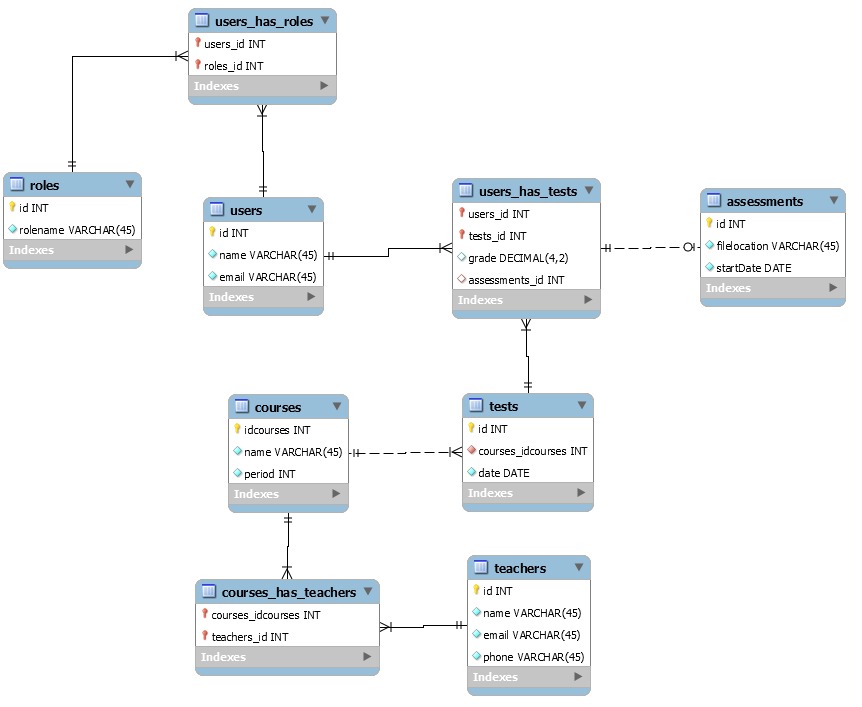 users_has_roles
users_id INT
roles_id INT
Indexes
roles
id INT
rolename VARCHAR(45)
Indexes
users
id INT
name VARCHAR(45)
email VARCHAR(45)
Indexes
users_has_tests
users_id INT
tests_id INT
grade DECIMAL(4,2)
assessments_id INT
Indexes
assessments
id INT
filelocation VARCHAR(45)
startDate DATE
Indexes
courses
idcourses INT
name VARCHAR(45)
period INT
Indexes
tests
id INT
courses_idcourses INT
date DATE
Indexes
courses_has_teachers
courses_idcourses INT
teachers_id INT
Indexes
teachers
id INT
name VARCHAR(45)
email VARCHAR(45)
phone VARCHAR(45)
Indexes